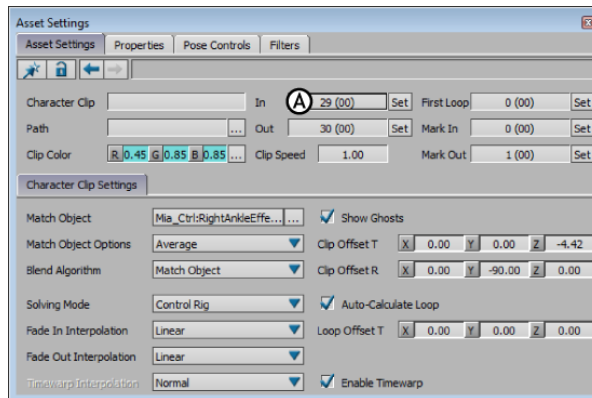 Asset Settings
Asset Settings Properties Pose Controls Filters
Character Clip In A 29 (00) Set First Loop 0 (00) Set
Path ... Out 30 (00) Set Mark In 0 (00) Set
Clip Color R 0.45 G 0.85 B 0.85 ... Clip Speed 1.00 Mark Out 1 (00) Set
Character Clip Settings
Match Object Mia_Ctrl:RightAnkleEffe... ... Show Ghosts
Match Object Options Average Clip Offset T X 0.00 Y 0.00 Z -4.42
Blend Algorithm Match Object Clip Offset R X 0.00 Y -90.00 Z 0.00
Solving Mode Control Rig Auto-Calculate Loop
Fade In Interpolation Linear Loop Offset T X 0.00 Y 0.00 Z 0.00
Fade Out Interpolation Linear
Timewarp Interpolation Normal Enable Timewarp